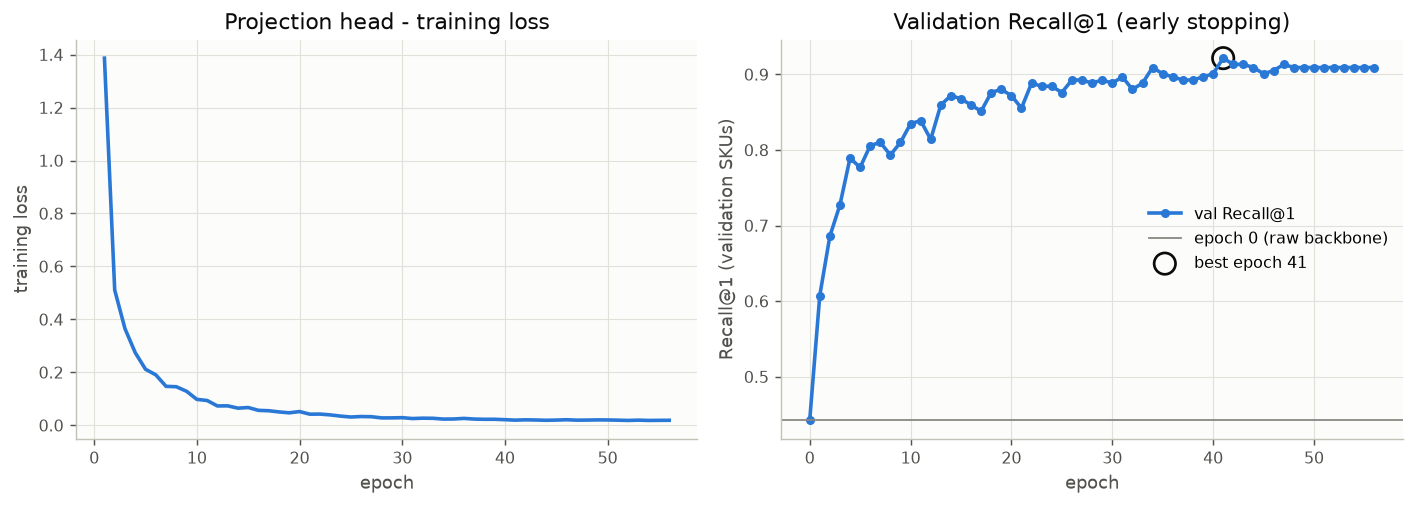 Projection head - training loss
training loss
1.4
1.2
1.0
0.8
0.6
0.4
0.2
0.0
0 10 20 30 40 50
epoch
Validation Recall@1 (early stopping)
Recall@1 (validation SKUs)
0.9
0.8
0.7
0.6
0.5
val Recall@1
epoch 0 (raw backbone)
best epoch 41
0 10 20 30 40 50
epoch